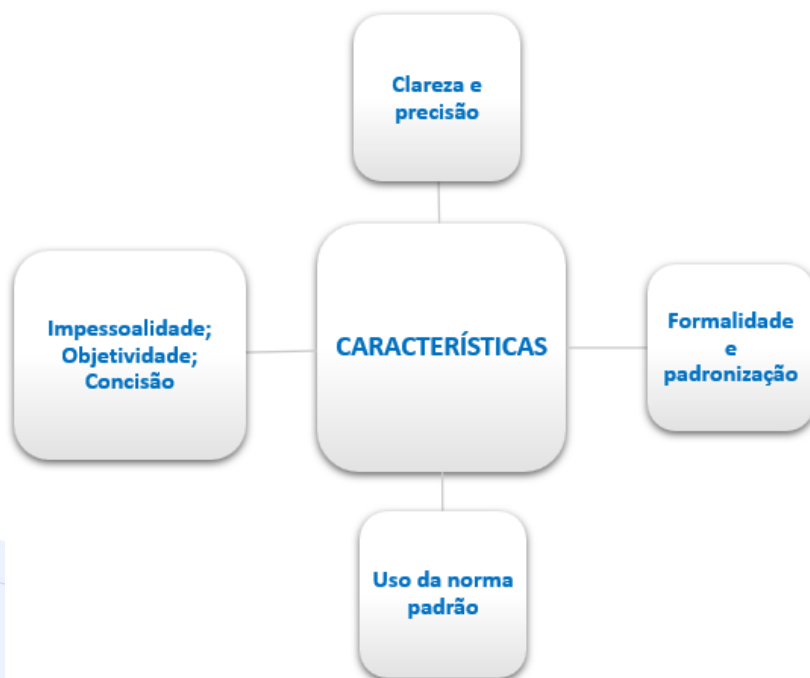 Clareza e
precisão
Impessoalidade;
Objetividade;
Concisão
CARACTERÍSTICAS
Formalidade
e
padronização
Uso da norma
padrão